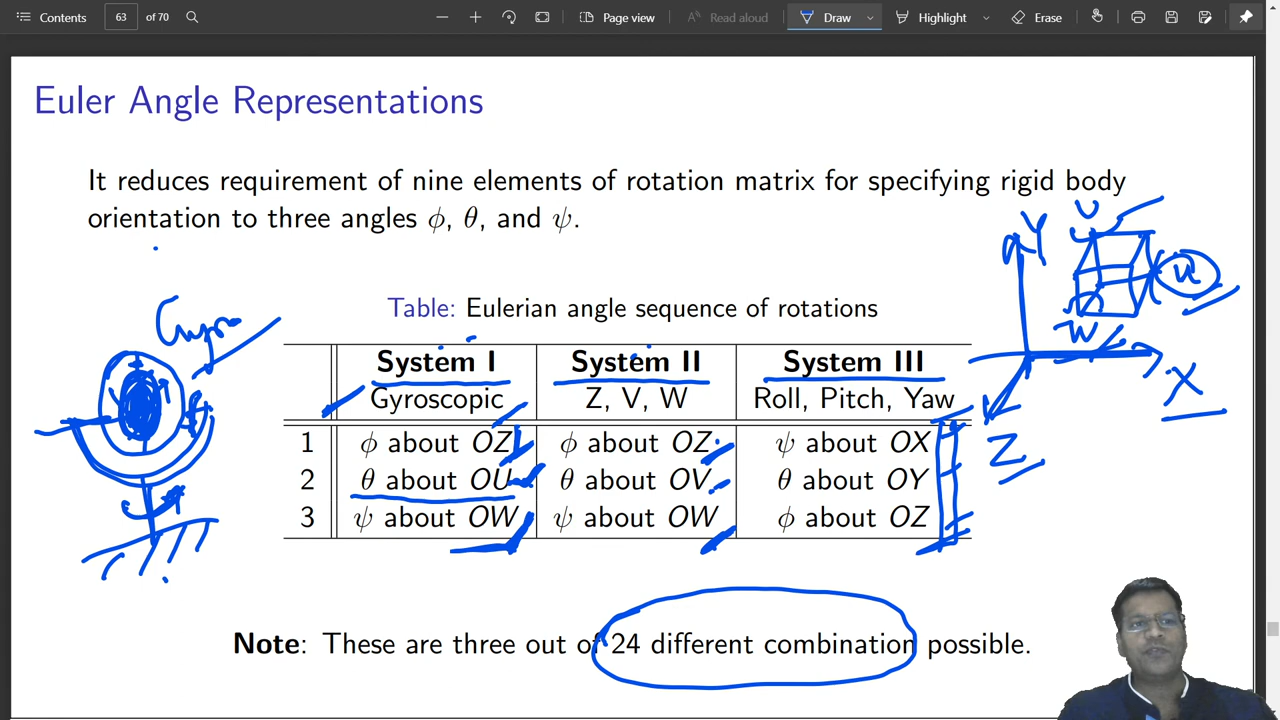 Contents 63 of 70 Page view Read aloud Draw Highlight Erase
Euler Angle Representations
It reduces requirement of nine elements of rotation matrix for specifying rigid body
orientation to three angles ϕ, θ, and ψ.
Table: Eulerian angle sequence of rotations
System I System II System III
Gyroscopic Z, V, W Roll, Pitch, Yaw
1 ϕ about OZ ϕ about OZ ψ about OX
2 θ about OU θ about OV θ about OY
3 ψ about OW ψ about OW ϕ about OZ
Note: These are three out of 24 different combination possible.
Gyro
Y
U
u
W
X
Z